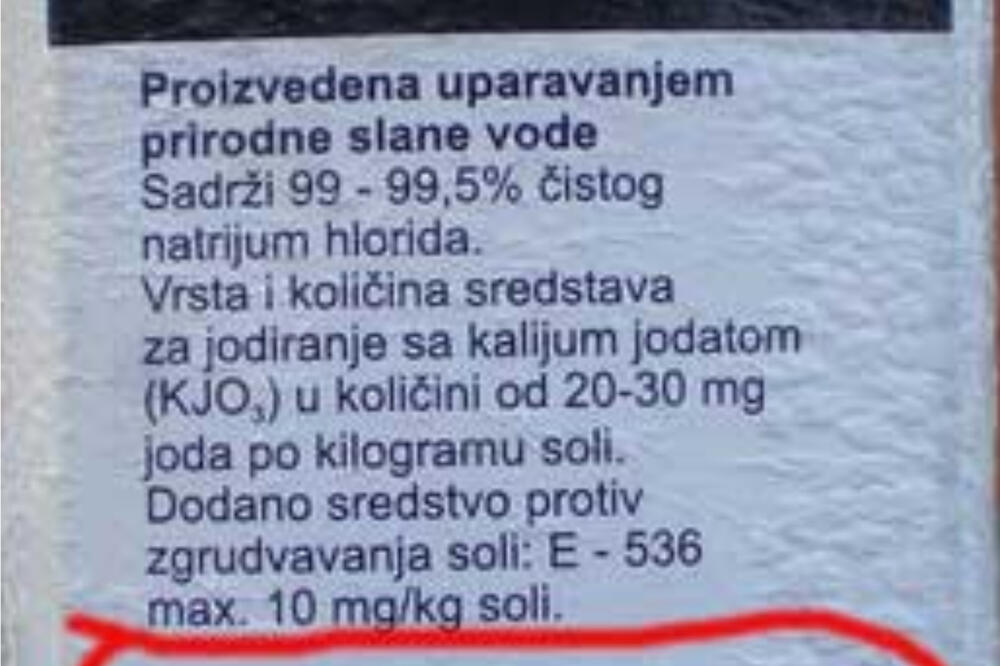 Proizvedena uparavanjem
prirodne slane vode
Sadrži 99 - 99,5% čistog
natrijum hlorida.
Vrsta i količina sredstava
za jodiranje sa kalijum jodatom
(KJO₃) u količini od 20-30 mg
joda po kilogramu soli.
Dodano sredstvo protiv
zgrudvavanja soli: E - 536
max. 10 mg/kg soli.